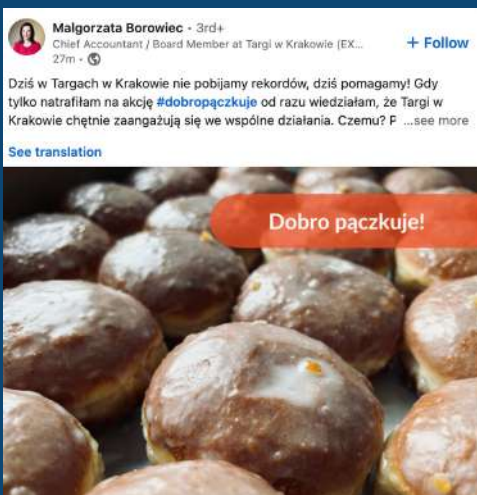 Malgorzata Borowiec • 3rd+
Chief Accountant / Board Member at Targi w Krakowie (EX...
27m •
+ Follow
Dziś w Targach w Krakowie nie pobijamy rekordów, dziś pomagamy! Gdy
tylko natrafiłam na akcję #dobropączkuje od razu wiedziałam, że Targi w
Krakowie chętnie zaangażują się we wspólne działania. Czemu? P ...see more
See translation
Dobro pączkuje!